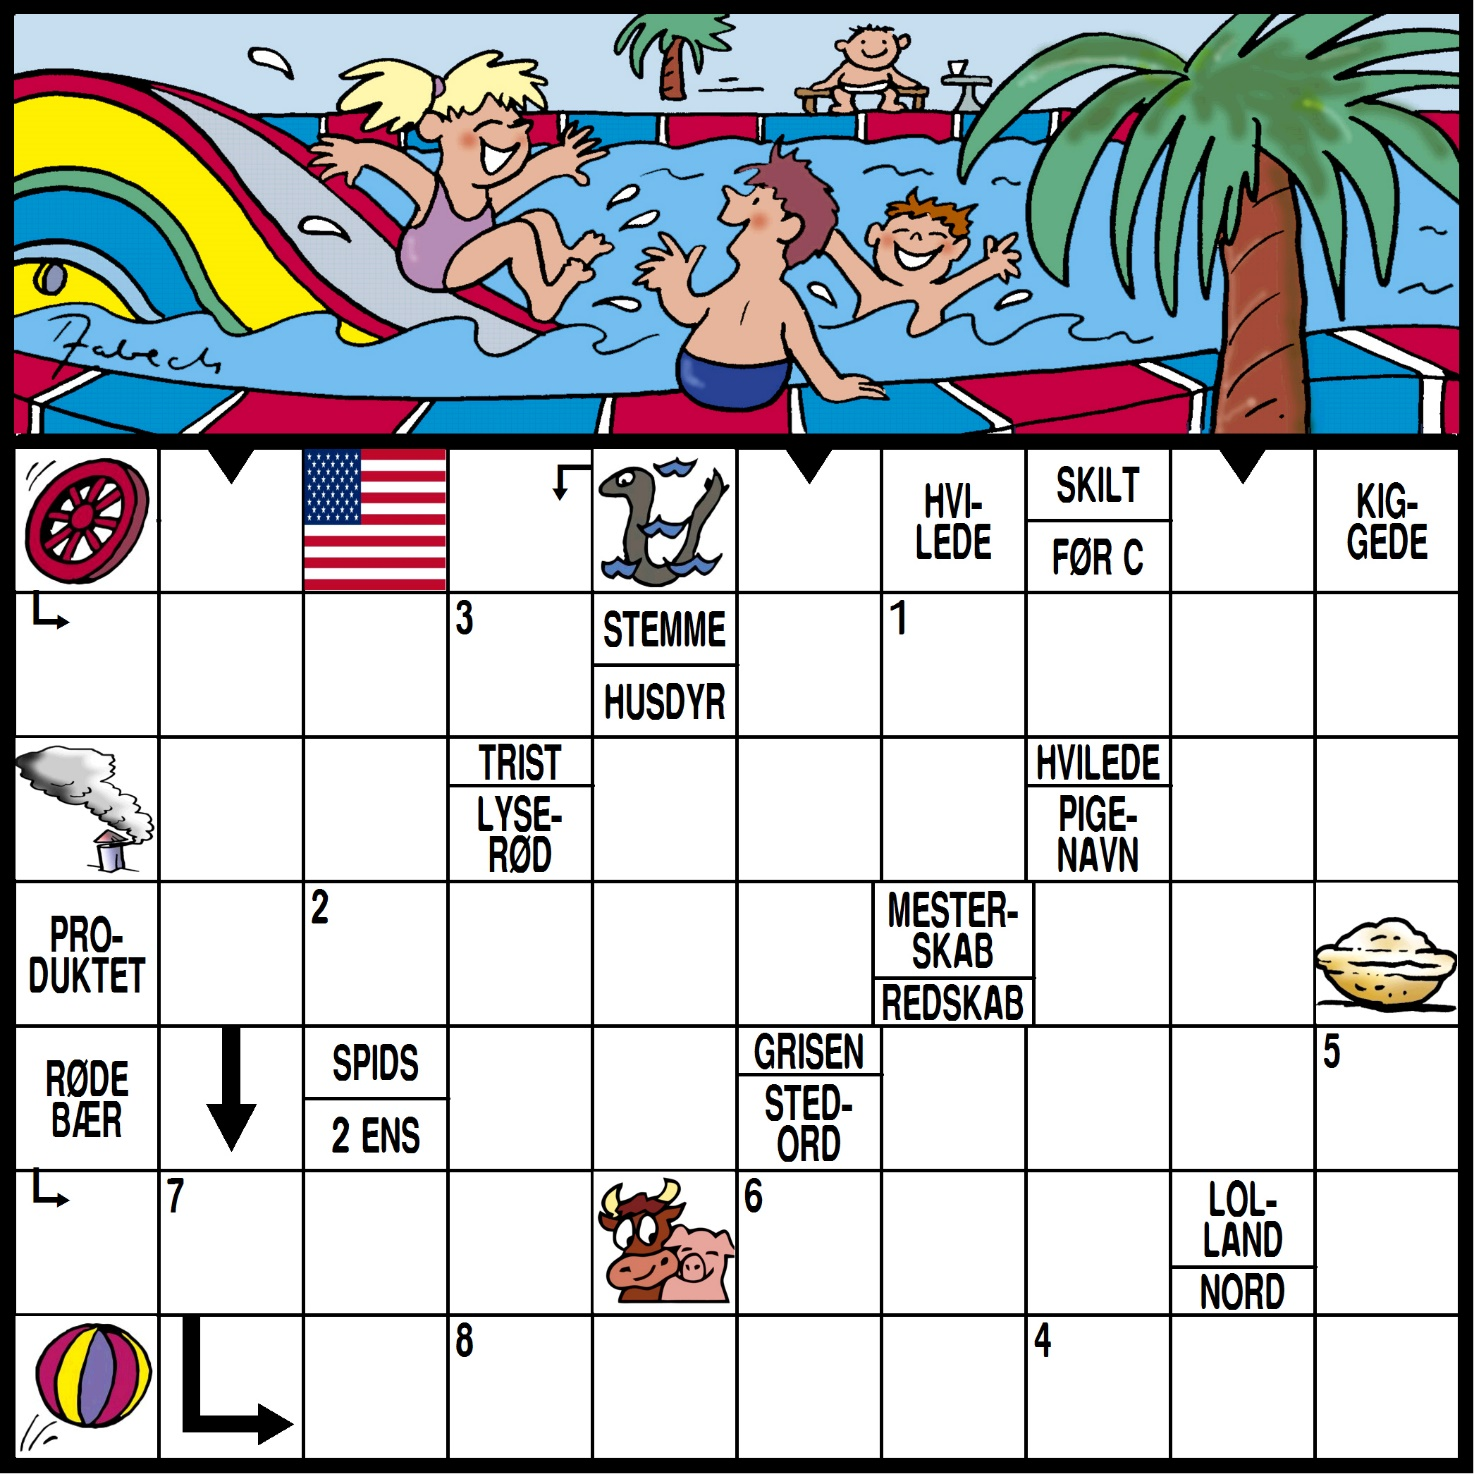 Fabech
HVI-
LEDE
SKILT
FØR C
KIG-
GEDE
3
STEMME
HUSDYR
1
TRIST
LYSE-
RØD
HVILEDE
PIGE-
NAVN
PRO-
DUKTET
2
MESTER-
SKAB
REDSKAB
RØDE
BÆR
SPIDS
2 ENS
GRISEN
STED-
ORD
5
7
6
LOL-
LAND
NORD
8
4